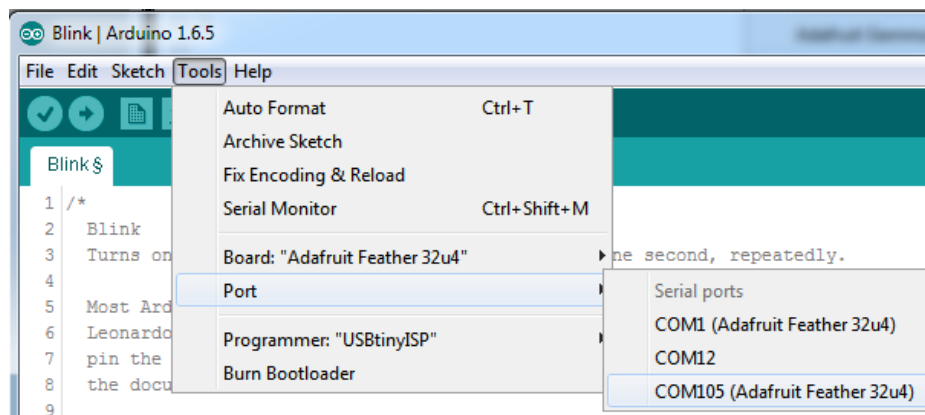 Blink | Arduino 1.6.5
File Edit Sketch Tools Help
Blink §
Auto Format Ctrl+T
Archive Sketch
Fix Encoding & Reload
Serial Monitor Ctrl+Shift+M
Board: "Adafruit Feather 32u4"
Port
Programmer: "USBtinyISP"
Burn Bootloader
Serial ports
COM1 (Adafruit Feather 32u4)
COM12
COM105 (Adafruit Feather 32u4)
1 /*
2 Blink
3 Turns on ne second, repeatedly.
4
5 Most Ard
6 Leonardo
7 pin the
8 the docu
9